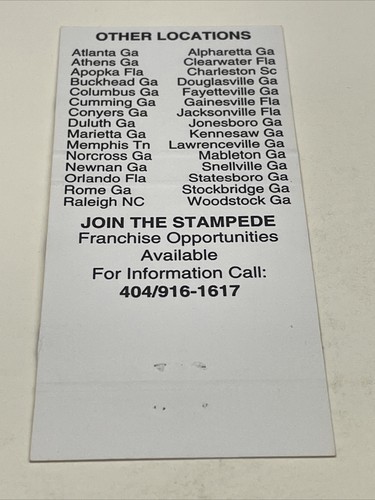 OTHER LOCATIONS
Atlanta Ga Alpharetta Ga
Athens Ga Clearwater Fla
Apopka Fla Charleston Sc
Buckhead Ga Douglasville Ga
Columbus Ga Fayetteville Ga
Cumming Ga Gainesville Fla
Conyers Ga Jacksonville Fla
Duluth Ga Jonesboro Ga
Marietta Ga Kennesaw Ga
Memphis Tn Lawrenceville Ga
Norcross Ga Mableton Ga
Newnan Ga Snellville Ga
Orlando Fla Statesboro Ga
Rome Ga Stockbridge Ga
Raleigh NC Woodstock Ga
JOIN THE STAMPEDE
Franchise Opportunities
Available
For Information Call:
404/916-1617